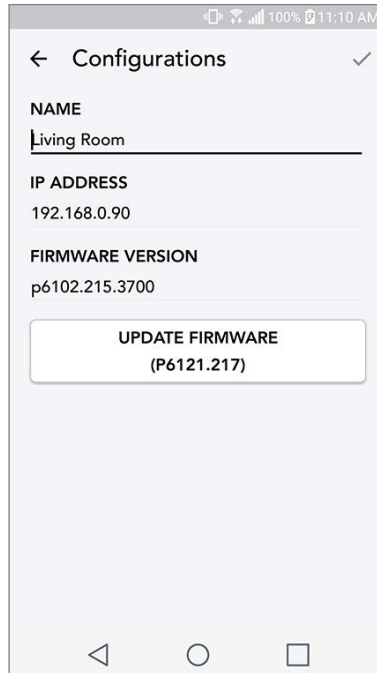 100% 11:10 AM
Configurations
NAME
Living Room
IP ADDRESS
192.168.0.90
FIRMWARE VERSION
p6102.215.3700
UPDATE FIRMWARE
(P6121.217)